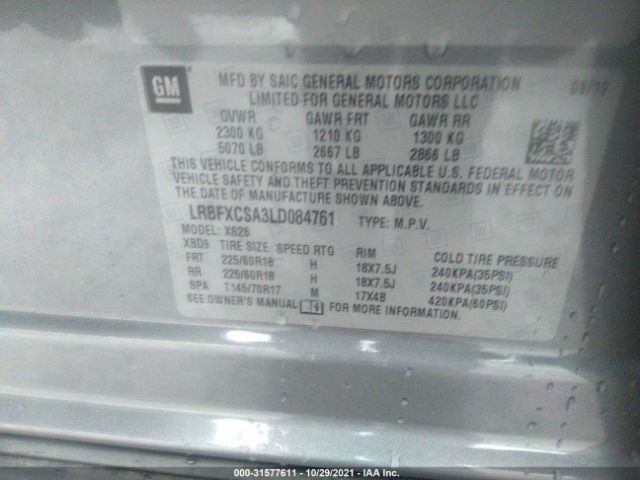 GM
MFD BY SAIC GENERAL MOTORS CORPORATION 09/19
LIMITED FOR GENERAL MOTORS LLC
GVWR GAWR FRT GAWR RR
2300 KG 1210 KG 1300 KG
5070 LB 2667 LB 2866 LB
THIS VEHICLE CONFORMS TO ALL APPLICABLE U.S. FEDERAL MOTOR
VEHICLE SAFETY AND THEFT PREVENTION STANDARDS IN EFFECT ON
THE DATE OF MANUFACTURE SHOWN ABOVE.
LRBFXCSA3LD084761 TYPE: M.P.V.
MODEL: XS26
XBD9 TIRE SIZE SPEED RTG RIM COLD TIRE PRESSURE
FRT 225/60R18 H 18X7.5J 240KPA(35PSI)
RR 225/60R18 H 18X7.5J 240KPA(35PSI)
SPA T145/70R17 M 17X4B 420KPA(60PSI)
SEE OWNER'S MANUAL FOR MORE INFORMATION.
000-31577611 - 10/29/2021 - IAA Inc.